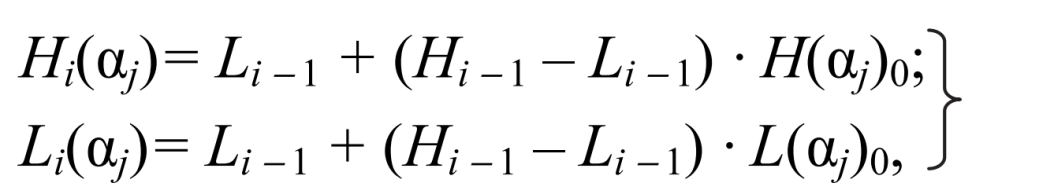 Hᵢ(αⱼ)= Lᵢ₋₁ + (Hᵢ₋₁ − Lᵢ₋₁) · H(αⱼ)₀;
Lᵢ(αⱼ)= Lᵢ₋₁ + (Hᵢ₋₁ − Lᵢ₋₁) · L(αⱼ)₀,